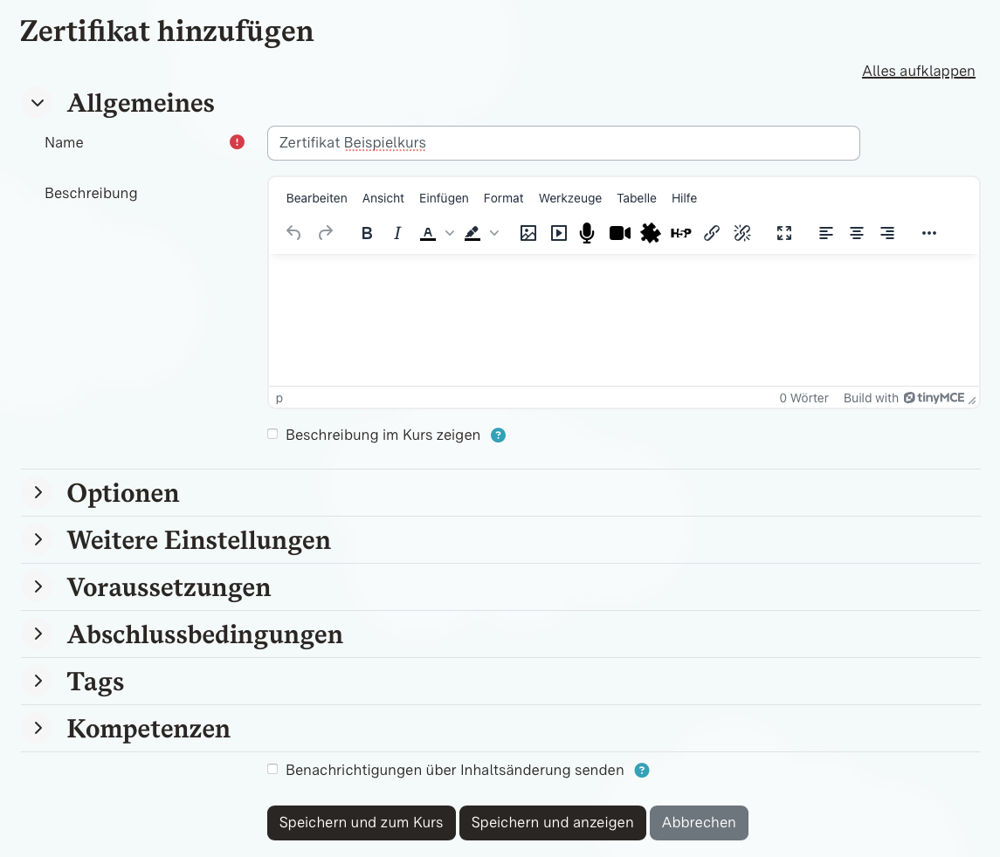 Zertifikat hinzufügen
Alles aufklappen
Allgemeines
Name
Zertifikat Beispielkurs
Beschreibung
Bearbeiten Ansicht Einfügen Format Werkzeuge Tabelle Hilfe
B I A H5P
p 0 Wörter Build with tinyMCE
Beschreibung im Kurs zeigen
Optionen
Weitere Einstellungen
Voraussetzungen
Abschlussbedingungen
Tags
Kompetenzen
Benachrichtigungen über Inhaltsänderung senden
Speichern und zum Kurs Speichern und anzeigen Abbrechen